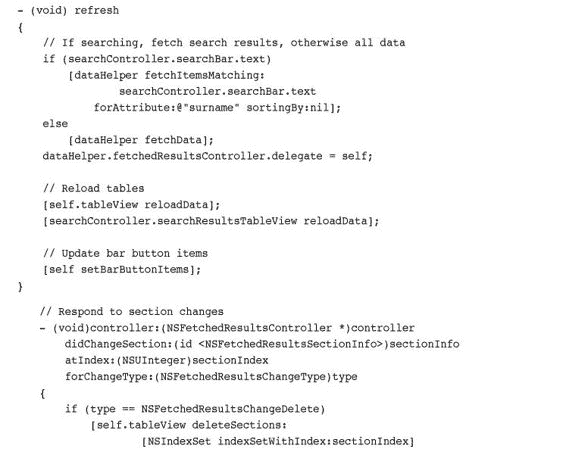 - (void) refresh
{
// If searching, fetch search results, otherwise all data
if (searchController.searchBar.text)
[dataHelper fetchItemsMatching:
searchController.searchBar.text
forAttribute:@"surname" sortingBy:nil];
else
[dataHelper fetchData];
dataHelper.fetchedResultsController.delegate = self;
// Reload tables
[self.tableView reloadData];
[searchController.searchResultsTableView reloadData];
// Update bar button items
[self setBarButtonItems];
}
// Respond to section changes
- (void)controller:(NSFetchedResultsController *)controller
didChangeSection:(id <NSFetchedResultsSectionInfo>)sectionInfo
atIndex:(NSUInteger)sectionIndex
forChangeType:(NSFetchedResultsChangeType)type
{
if (type == NSFetchedResultsChangeDelete)
[self.tableView deleteSections:
[NSIndexSet indexSetWithIndex:sectionIndex]